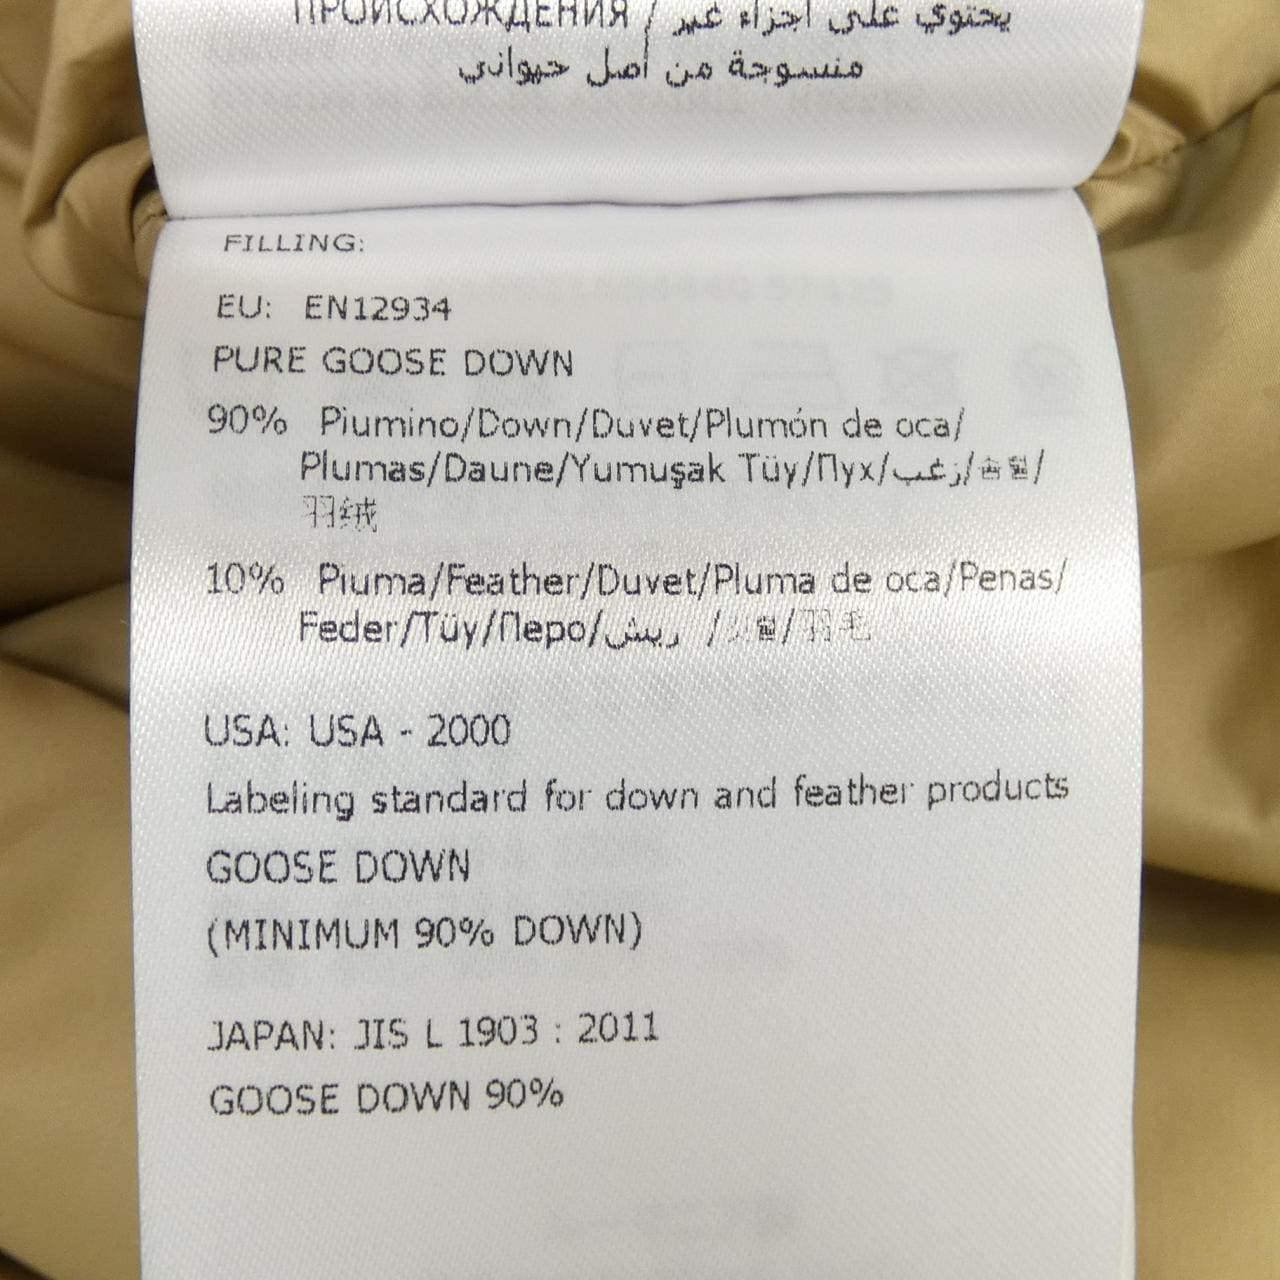 ПРОИСХОЖДЕНИЯ / يحتوي على أجزاء غير
منسوجة من أصل حيواني
FILLING:
EU: EN12934
PURE GOOSE DOWN
90% Piumino/Down/Duvet/Plumón de oca/
Plumas/Daune/Yumuşak Tüy/Пух/زغب/솜털/
羽绒
10% Piuma/Feather/Duvet/Pluma de oca/Penas/
Feder/Tüy/Перо/ريش /깃털/羽毛
USA: USA - 2000
Labeling standard for down and feather products
GOOSE DOWN
(MINIMUM 90% DOWN)
JAPAN: JIS L 1903 : 2011
GOOSE DOWN 90%